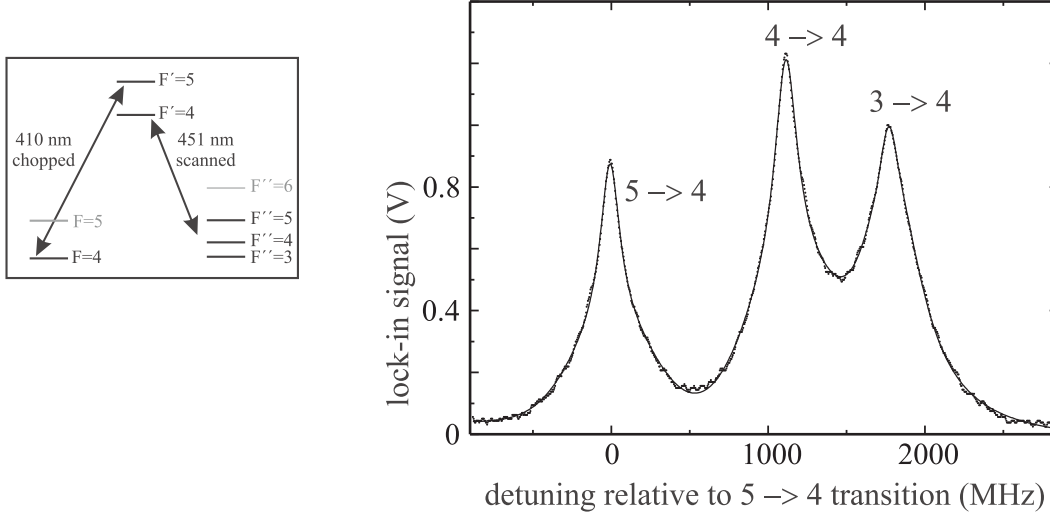 F´=5
F´=4
410 nm
chopped
451 nm
scanned
F´´=6
F=5
F´´=5
F´´=4
F=4
F´´=3
4 –> 4
3 –> 4
5 –> 4
0.8
0.4
0
lock-in signal (V)
0
1000
2000
detuning relative to 5 –> 4 transition (MHz)